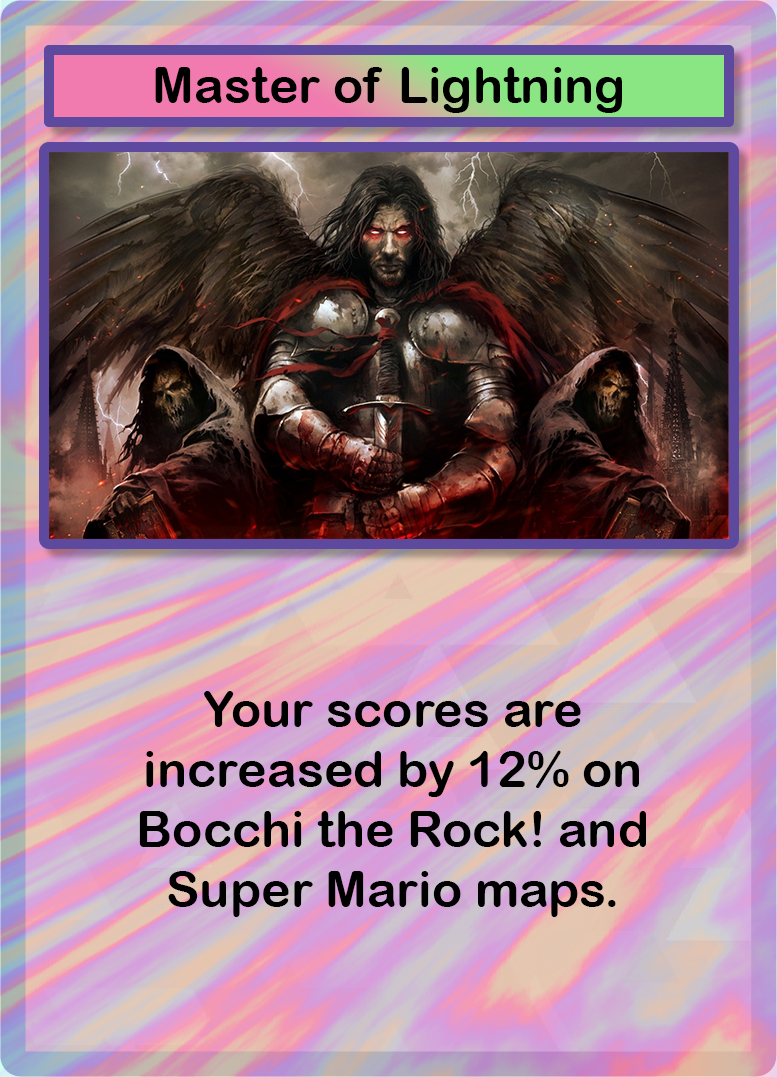 Master of Lightning
Your scores are
increased by 12% on
Bocchi the Rock! and
Super Mario maps.